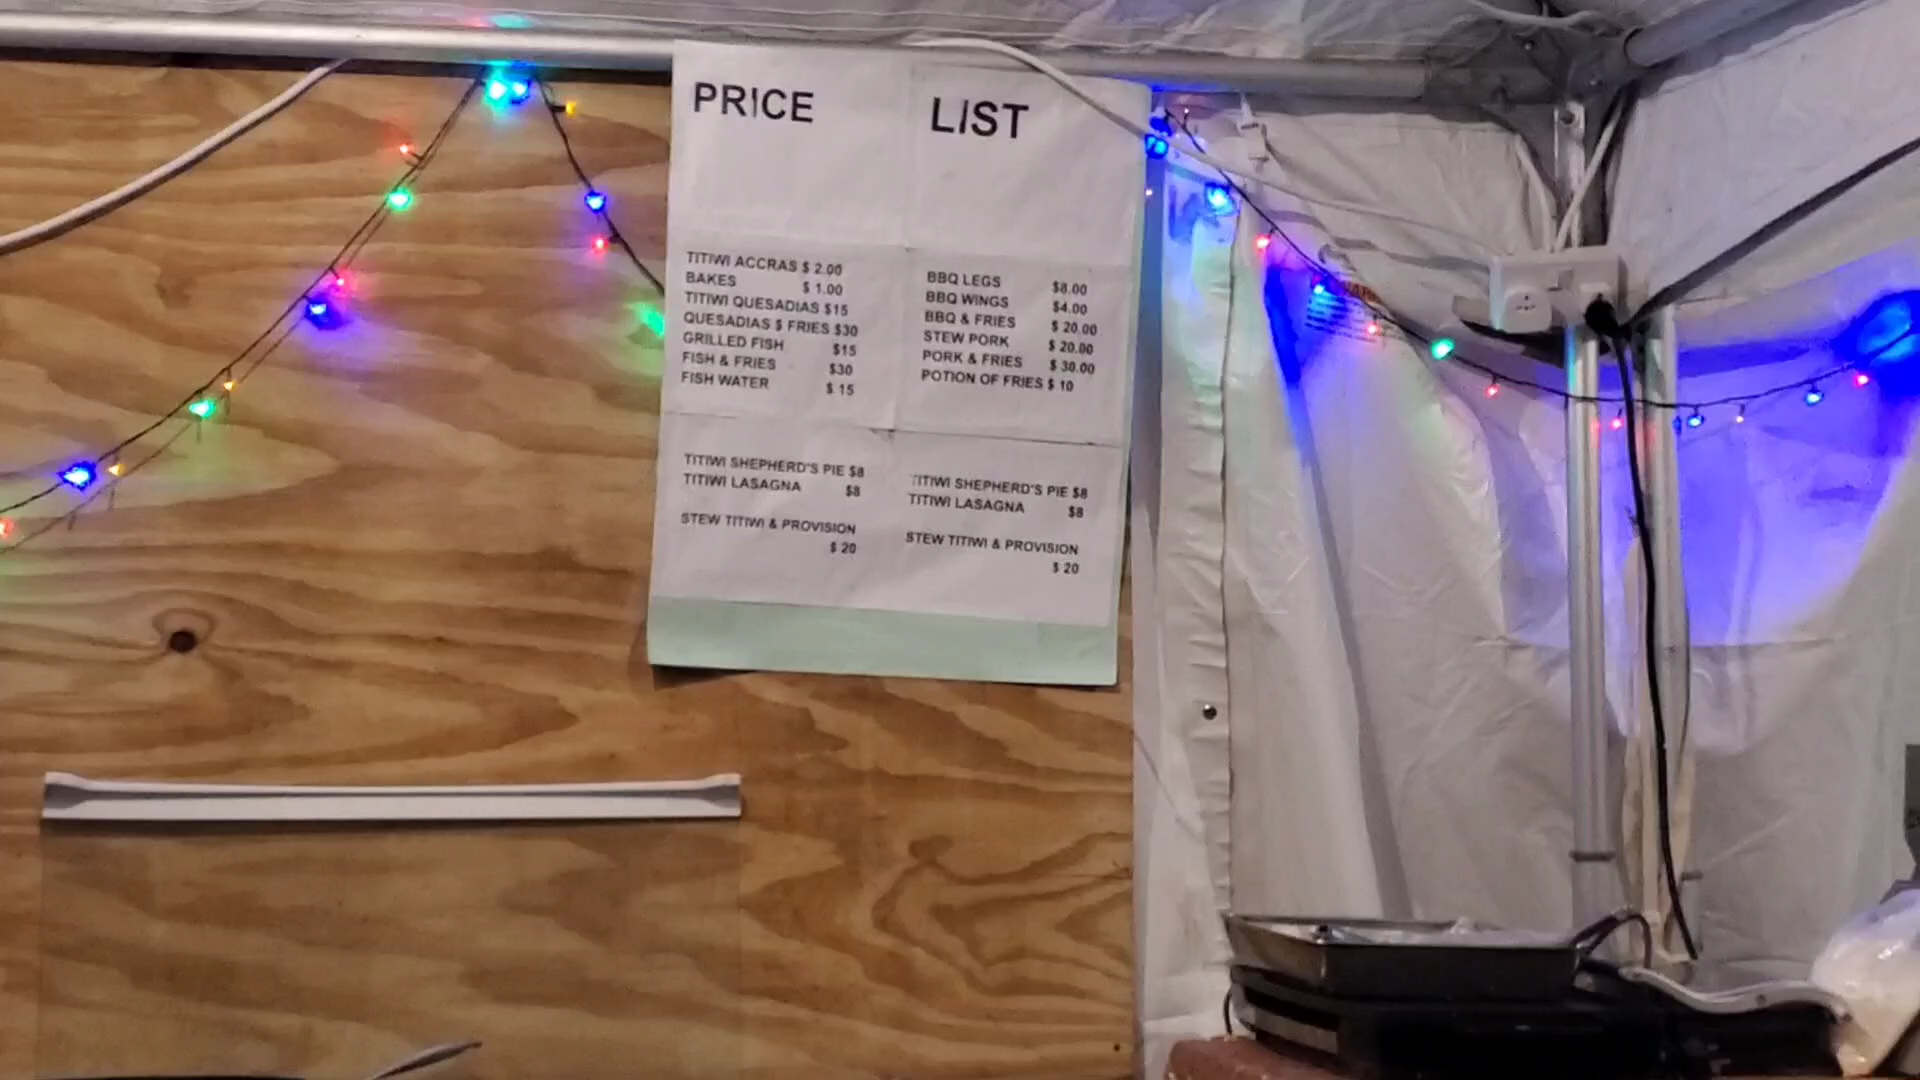 PRICE LIST
TITIWI ACCRAS $ 2.00
BAKES $ 1.00
TITIWI QUESADIAS $15
QUESADIAS $ FRIES $30
GRILLED FISH $15
FISH & FRIES $30
FISH WATER $ 15
BBQ LEGS $8.00
BBQ WINGS $4.00
BBQ & FRIES $ 20.00
STEW PORK $ 20.00
PORK & FRIES $ 30.00
POTION OF FRIES $ 10
TITIWI SHEPHERD'S PIE $8
TITIWI LASAGNA $8
STEW TITIWI & PROVISION
$ 20
TITIWI SHEPHERD'S PIE $8
TITIWI LASAGNA $8
STEW TITIWI & PROVISION
$ 20